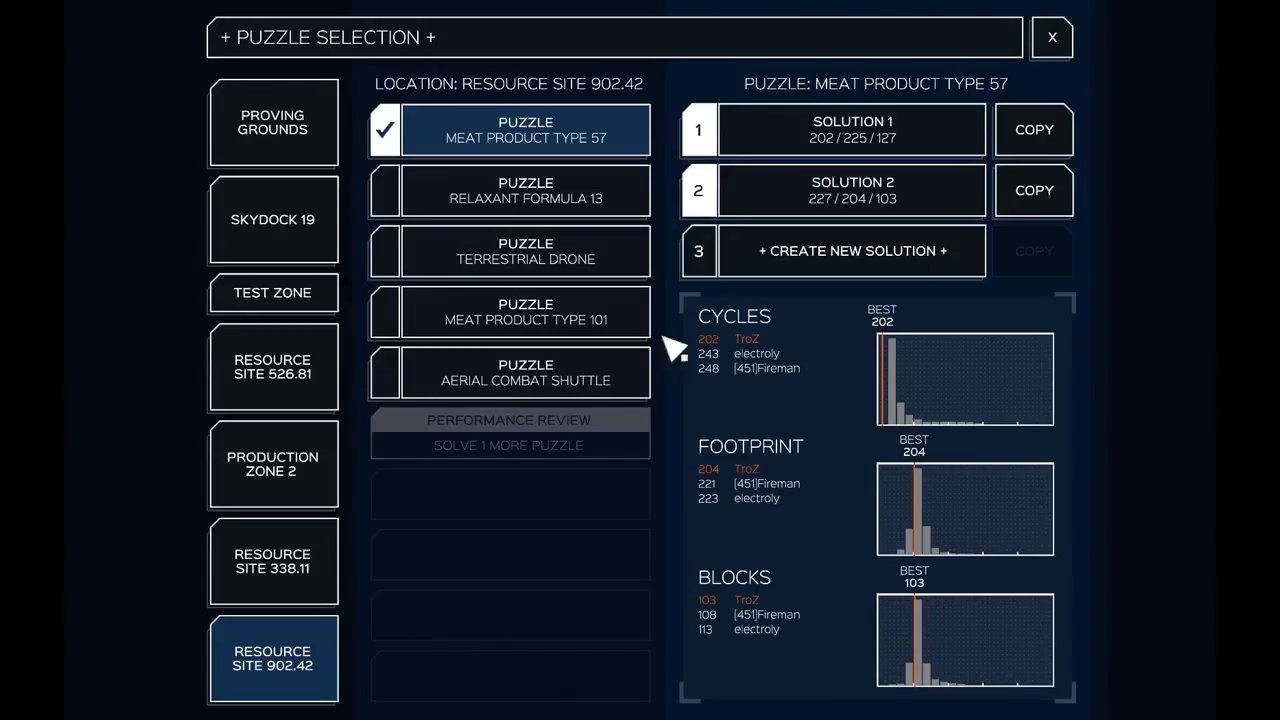 + PUZZLE SELECTION +
X
PROVING
GROUNDS
SKYDOCK 19
TEST ZONE
RESOURCE
SITE 526.81
PRODUCTION
ZONE 2
RESOURCE
SITE 338.11
RESOURCE
SITE 902.42
LOCATION: RESOURCE SITE 902.42
PUZZLE
MEAT PRODUCT TYPE 57
PUZZLE
RELAXANT FORMULA 13
PUZZLE
TERRESTRIAL DRONE
PUZZLE
MEAT PRODUCT TYPE 101
PUZZLE
AERIAL COMBAT SHUTTLE
PERFORMANCE REVIEW
SOLVE 1 MORE PUZZLE
PUZZLE: MEAT PRODUCT TYPE 57
1
SOLUTION 1
202 / 225 / 127
COPY
2
SOLUTION 2
227 / 204 / 103
COPY
3
+ CREATE NEW SOLUTION +
COPY
CYCLES
202 TroZ
243 electroly
248 [451]Fireman
BEST
202
FOOTPRINT
204 TroZ
221 [451]Fireman
223 electroly
BEST
204
BLOCKS
103 TroZ
108 [451]Fireman
113 electroly
BEST
103